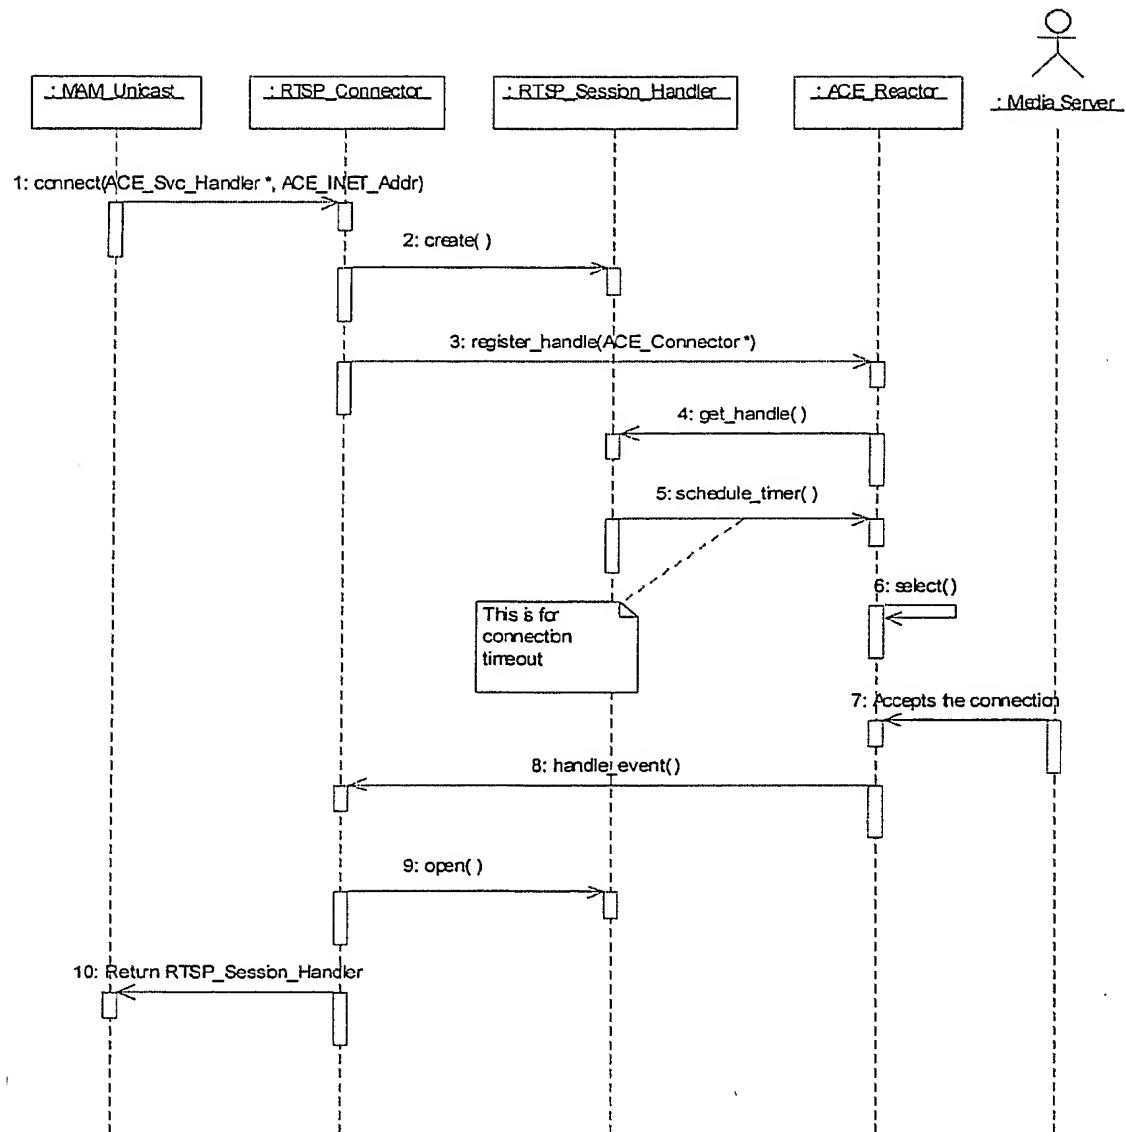 : MAM_Unicast
: RTSP_Connector
: RTSP_Session_Handler
: ACE_Reactor
: Media Server
1: connect(ACE_Svc_Handler *, ACE_INET_Addr)
2: create( )
3: register_handle(ACE_Connector *)
4: get_handle( )
5: schedule_timer( )
6: select( )
This is for
connection
timeout
7: Accepts the connection
8: handle_event( )
9: open( )
10: Return RTSP_Session_Handler